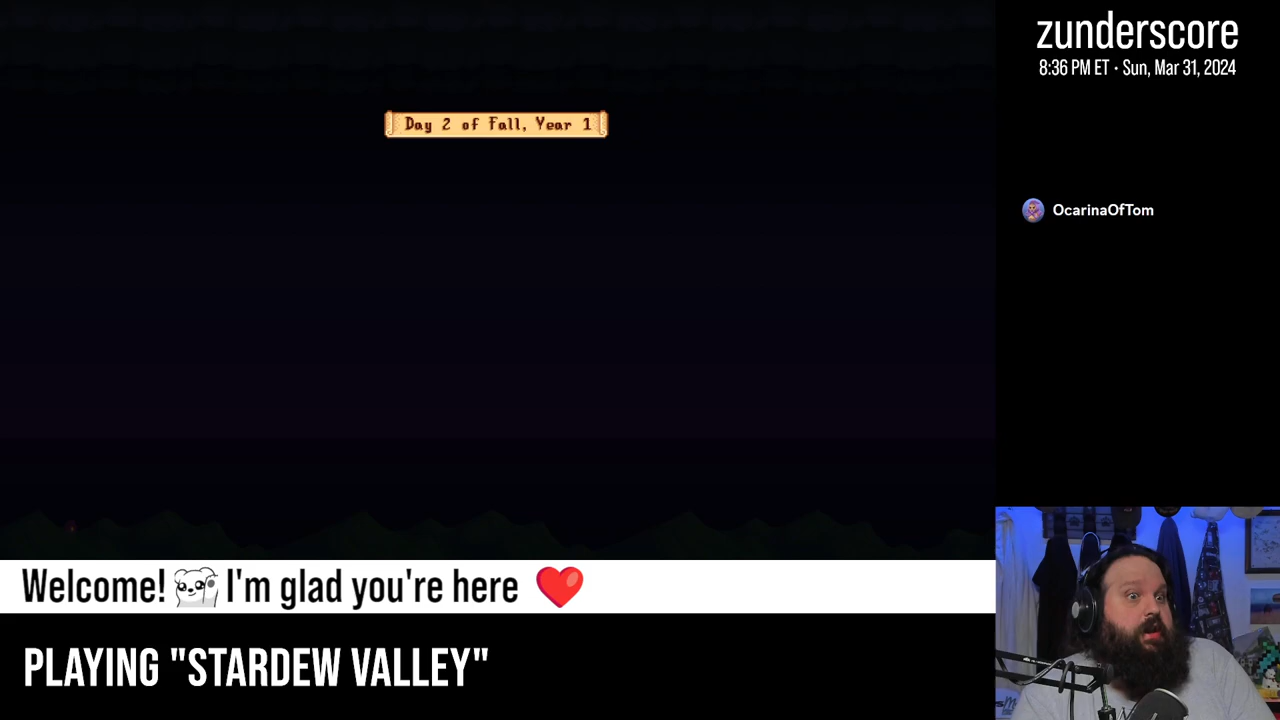 zunderscore
8:36 PM ET · Sun, Mar 31, 2024
Day 2 of Fall, Year 1
OcarinaOfTom
Welcome! I'm glad you're here
PLAYING "STARDEW VALLEY"